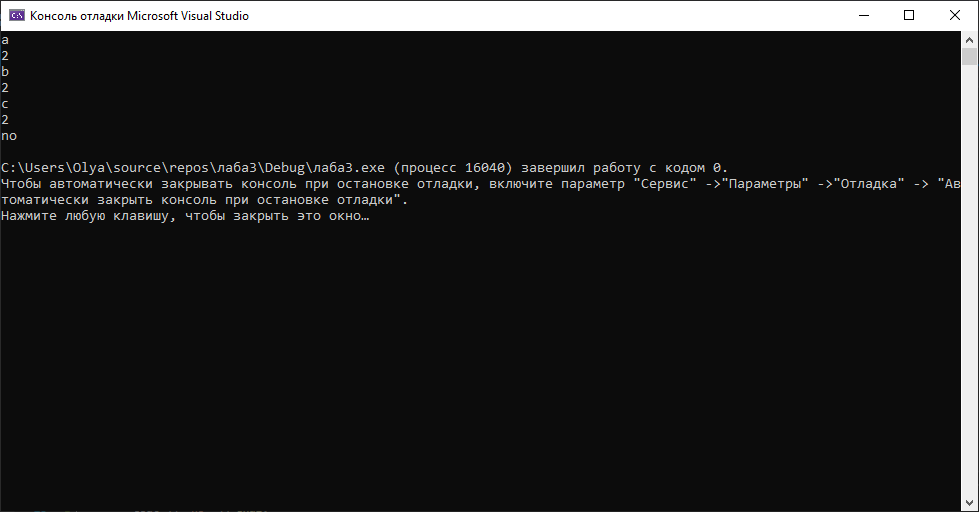 Консоль отладки Microsoft Visual Studio
a
2
b
2
c
2
no
C:\Users\Olya\source\repos\лаба3\Debug\лаба3.exe (процесс 16040) завершил работу с кодом 0.
Чтобы автоматически закрывать консоль при остановке отладки, включите параметр "Сервис" ->"Параметры" ->"Отладка" -> "Ав
томатически закрыть консоль при остановке отладки".
Нажмите любую клавишу, чтобы закрыть это окно…